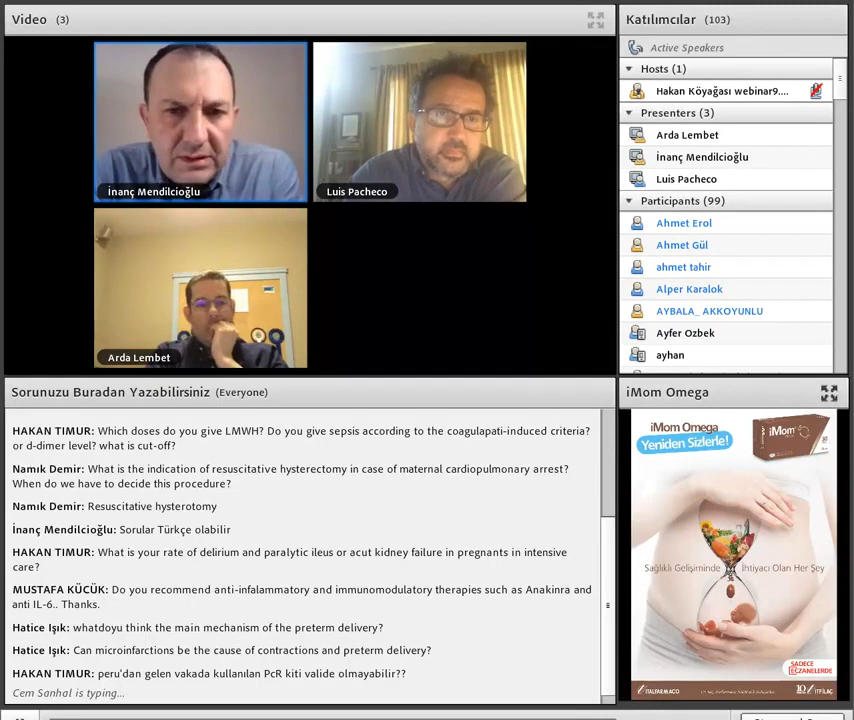 Video (3)
İnanç Mendilcioğlu
Luis Pacheco
Arda Lembet
Katılımcılar (103)
Active Speakers
Hosts (1)
Hakan Köyağası webinar9....
Presenters (3)
Arda Lembet
İnanç Mendilcioğlu
Luis Pacheco
Participants (99)
Ahmet Erol
Ahmet Gül
ahmet tahir
Alper Karalok
AYBALA_ AKKOYUNLU
Ayfer Ozbek
ayhan
Sorunuzu Buradan Yazabilirsiniz (Everyone)
HAKAN TIMUR: Which doses do you give LMWH? Do you give sepsis according to the coagulapati-induced criteria?
or d-dimer level? what is cut-off?
Namık Demir: What is the indication of resuscitative hysterectomy in case of maternal cardiopulmonary arrest?
When do we have to decide this procedure?
Namık Demir: Resuscitative hysterotomy
İnanç Mendilcioğlu: Sorular Türkçe olabilir
HAKAN TIMUR: What is your rate of delirium and paralytic ileus or acut kidney failure in pregnants in intensive
care?
MUSTAFA KÜCÜK: Do you recommend anti-infalammatory and immunomodulatory therapies such as Anakinra and
anti IL-6.. Thanks.
Hatice Işık: whatdoyu think the main mechanism of the preterm delivery?
Hatice Işık: Can microinfarctions be the cause of contractions and preterm delivery?
HAKAN TIMUR: peru'dan gelen vakada kullanılan PcR kiti valide olmayabilir??
Cem Sanhal is typing...
iMom Omega
iMom Omega
Yeniden Sizlerle!
iMom
Sağlıklı Gelişiminde İhtiyacı Olan Her Şey
SADECE
ECZANELERDE
ITALFARMACO
ITFİLAÇ